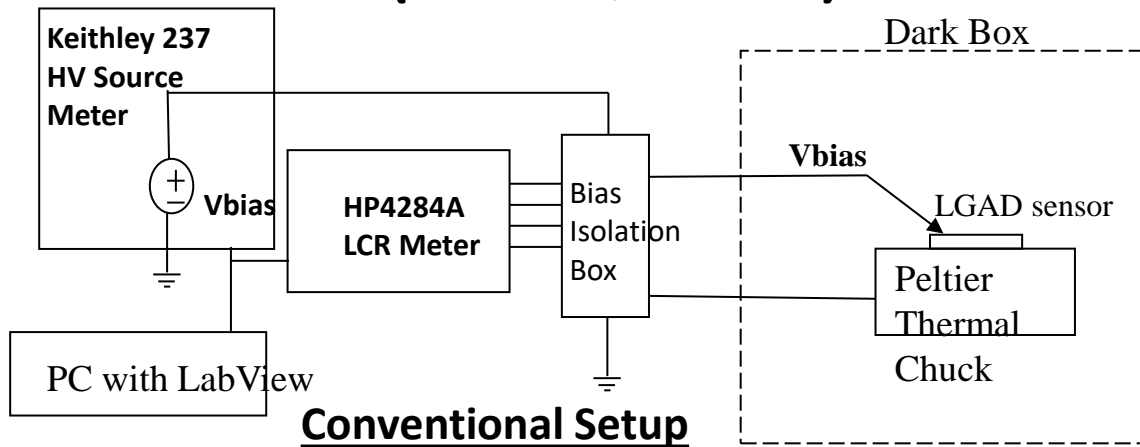 Keithley 237
HV Source
Meter
+
−
Vbias
HP4284A
LCR Meter
Bias
Isolation
Box
PC with LabView
Dark Box
Vbias
LGAD sensor
Peltier
Thermal
Chuck
Conventional Setup